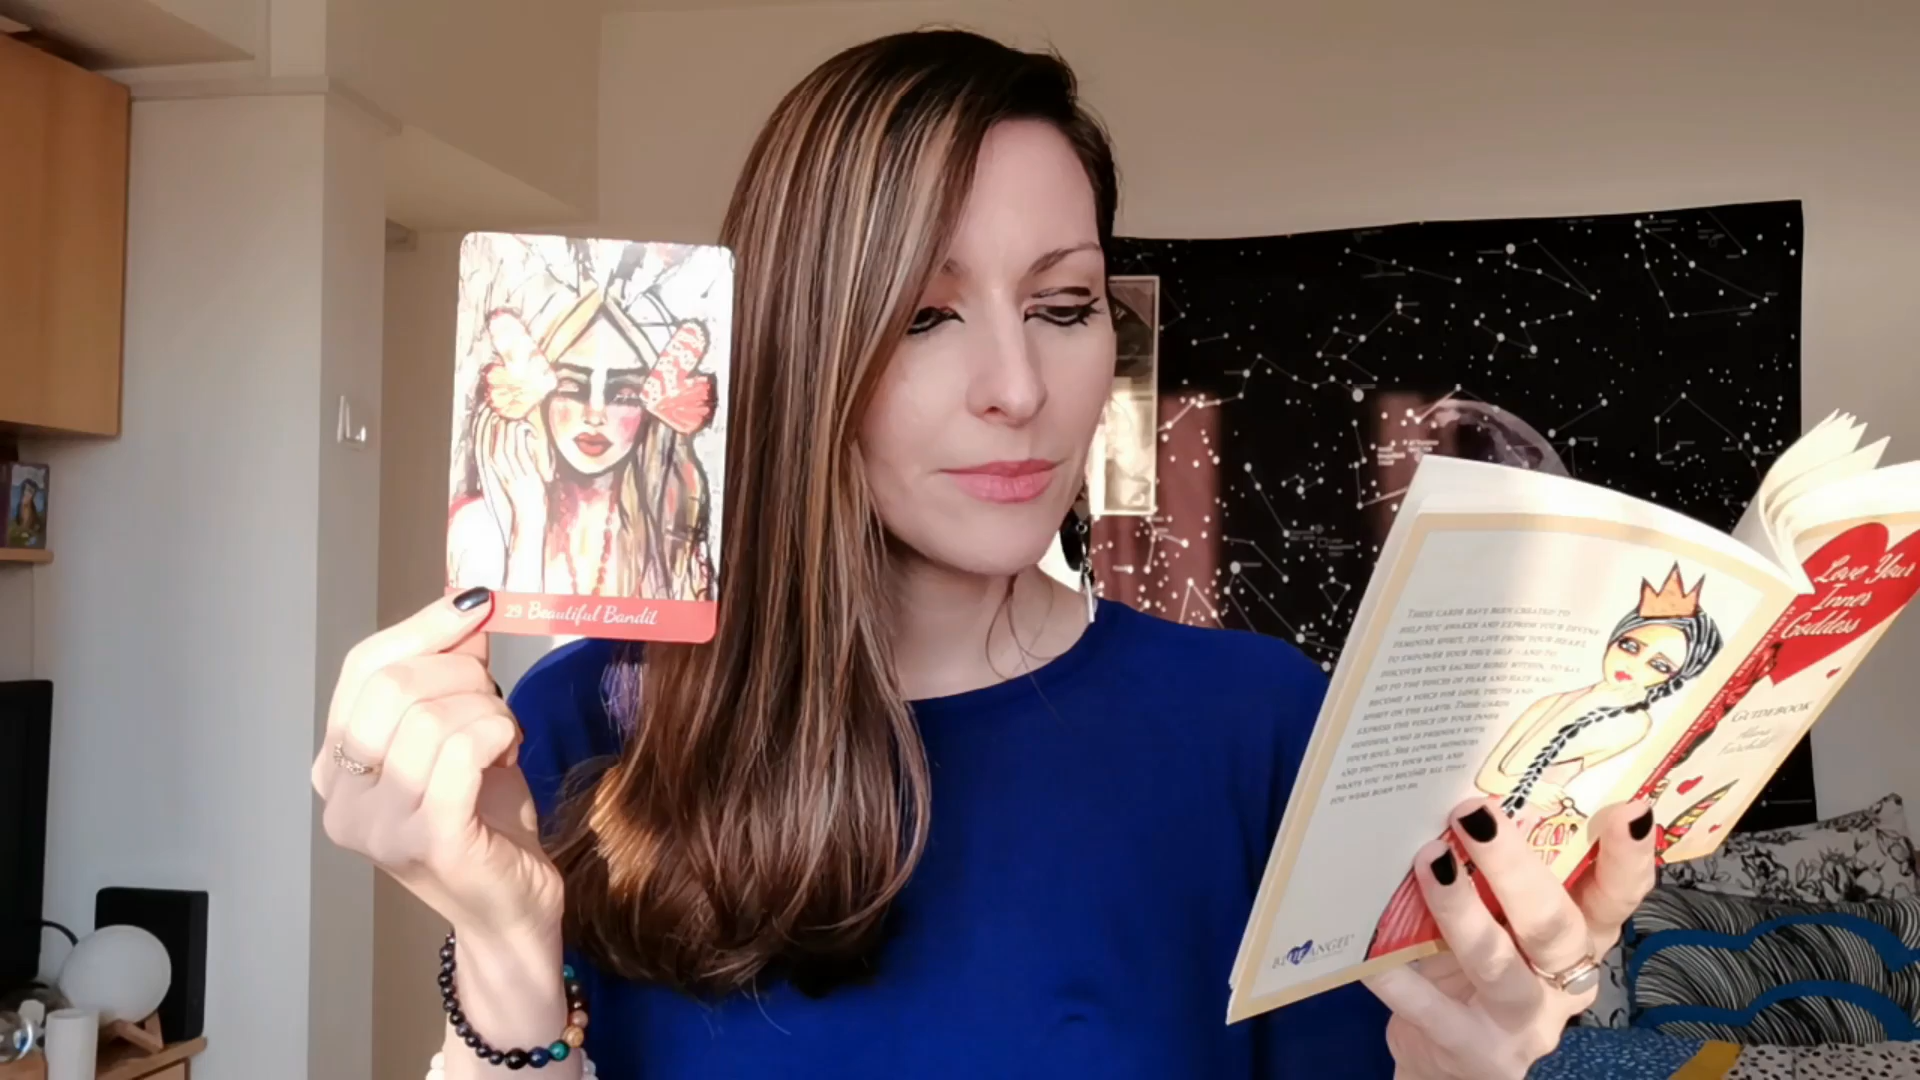 29 Beautiful Bandit
These cards have been created to
help you awaken and express your divine
feminine spirit, to live from your heart,
to empower your true self – and to
discover your sacred rebel within, to say
no to the voices of fear and hate and
become a voice for love, truth and
spirit on the earth. These cards
express the voice of your inner
goddess, who is friendly with
your soul. She loves, honours
and protects your soul and
wants you to become all that
you were born to be.
BLUE ANGEL
Love Your
Inner
Goddess
Guidebook
Alana
Fairchild